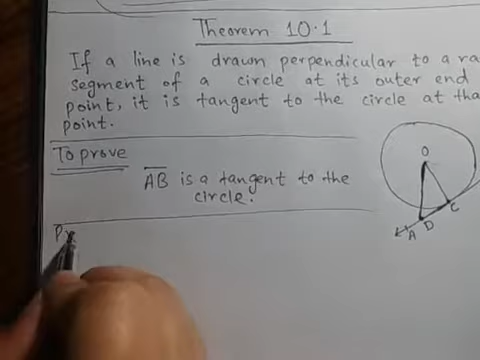 Theorem 10.1
If a line is drawn perpendicular to a
segment of a circle at its outer end
point, it is tangent to the circle at
point.
To prove
AB is a tangent to the
circle.
O
C
D
A